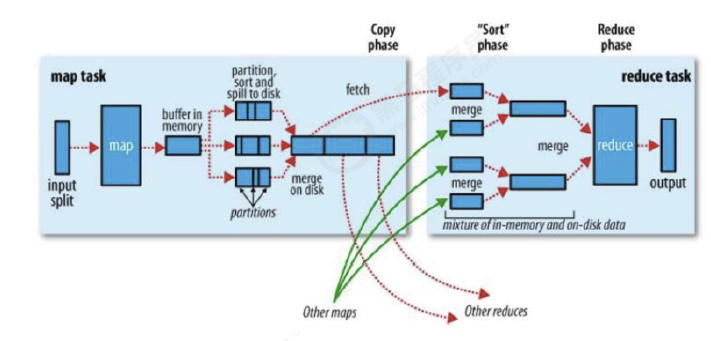 Copy
phase
"Sort"
phase
Reduce
phase
map task
partition,
sort and
spill to disk
buffer in
memory
map
input
split
partitions
merge
on disk
fetch
reduce task
merge
merge
merge
reduce
output
mixture of in-memory and on-disk data
Other maps
Other reduces